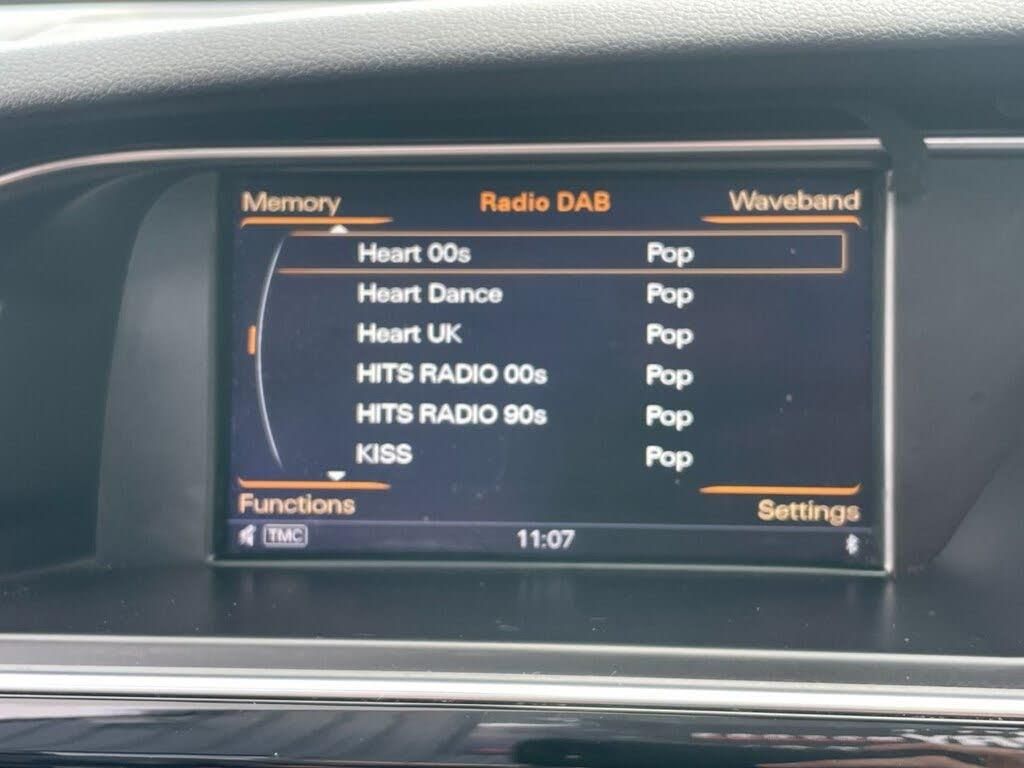 Memory Radio DAB Waveband
Heart 00s Pop
Heart Dance Pop
Heart UK Pop
HITS RADIO 00s Pop
HITS RADIO 90s Pop
KISS Pop
Functions Settings
TMC 11:07